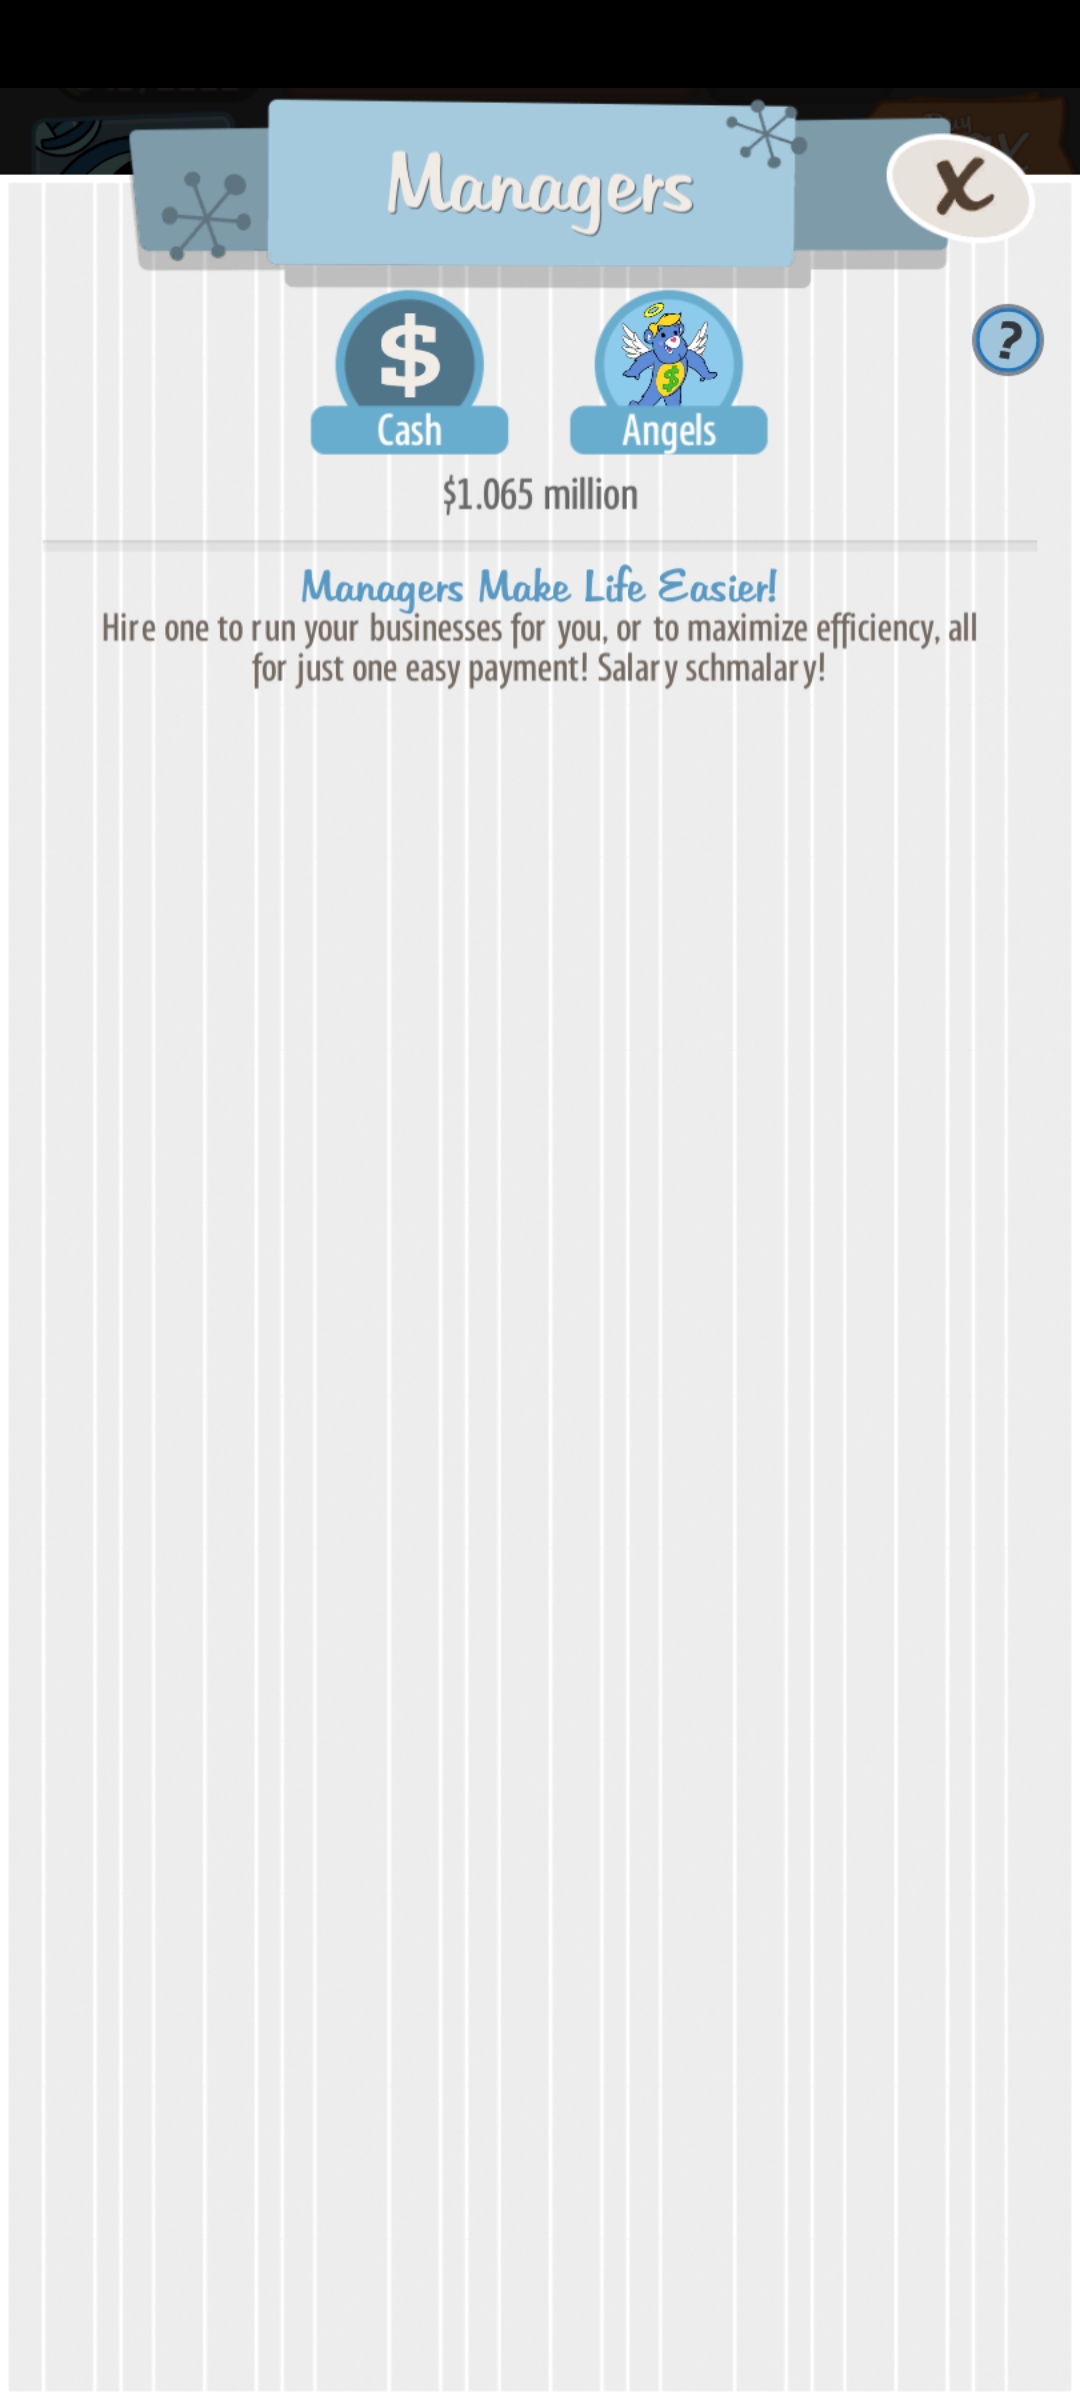 Managers
X
$
Cash
$
Angels
?
$1.065 million
Managers Make Life Easier!
Hire one to run your businesses for you, or to maximize efficiency, all
for just one easy payment! Salary schmalary!